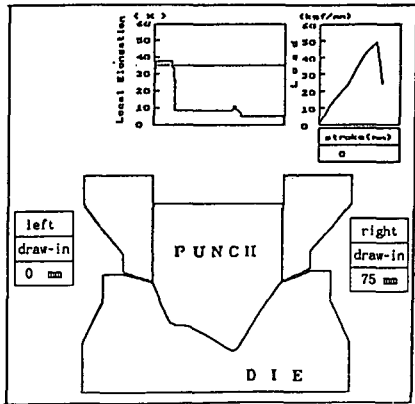 (%)
60
50
40
30
20
10
0
Local Elongation
(kgf/mm)
60
50
40
30
20
10
0
Load
stroke(mm)
0
left
draw-in
0 mm
PUNCH
right
draw-in
75 mm
DIE